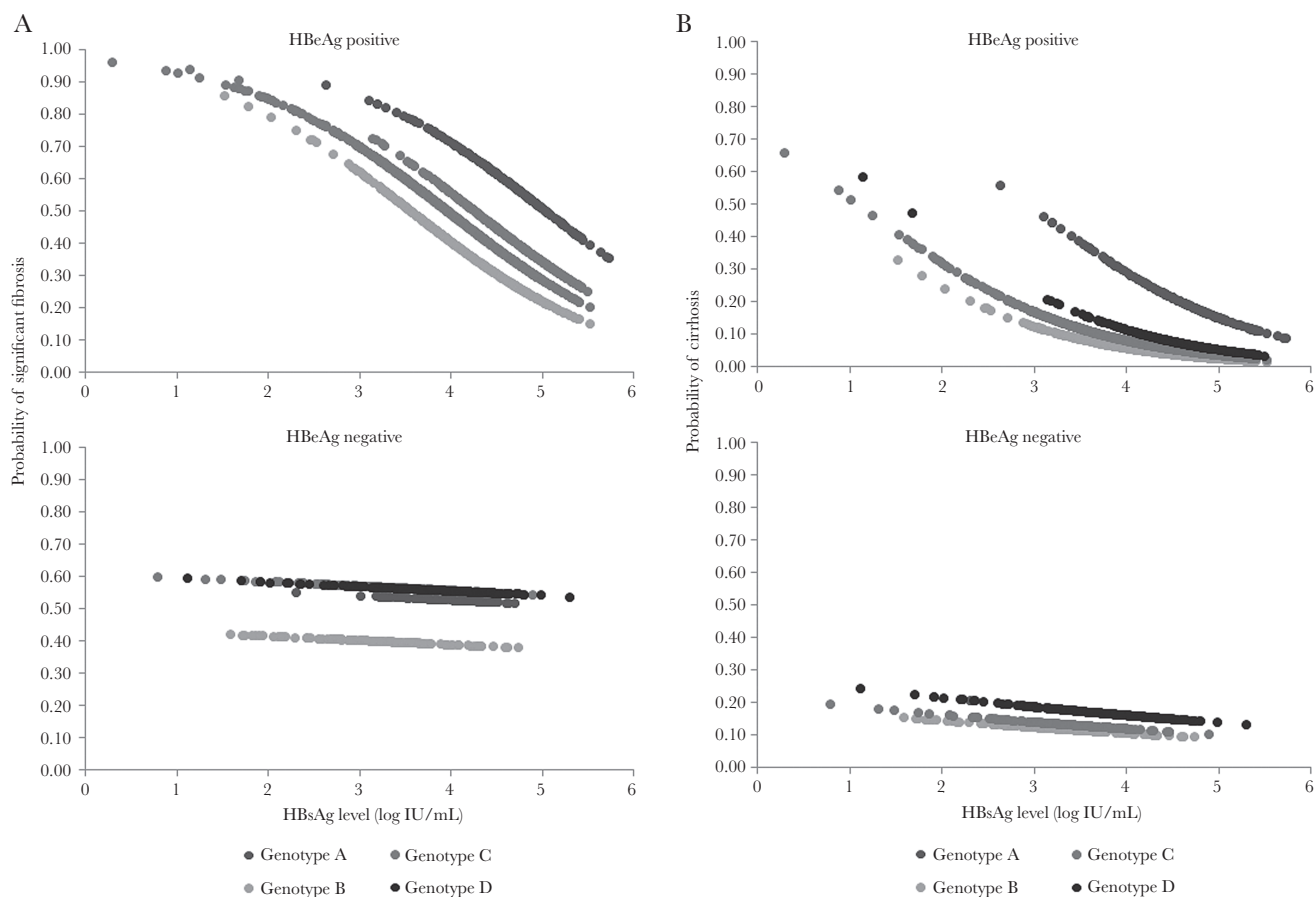 A
HBeAg positive
1.00
0.90
0.80
0.70
0.60
0.50
0.40
0.30
0.20
0.10
0.00
0 1 2 3 4 5 6
Probability of significant fibrosis
HBeAg negative
1.00
0.90
0.80
0.70
0.60
0.50
0.40
0.30
0.20
0.10
0.00
0 1 2 3 4 5 6
HBsAg level (log IU/mL)
Genotype A Genotype C
Genotype B Genotype D
B
HBeAg positive
1.00
0.90
0.80
0.70
0.60
0.50
0.40
0.30
0.20
0.10
0.00
0 1 2 3 4 5 6
Probability of cirrhosis
HBeAg negative
1.00
0.90
0.80
0.70
0.60
0.50
0.40
0.30
0.20
0.10
0.00
0 1 2 3 4 5 6
HBsAg level (log IU/mL)
Genotype A Genotype C
Genotype B Genotype D